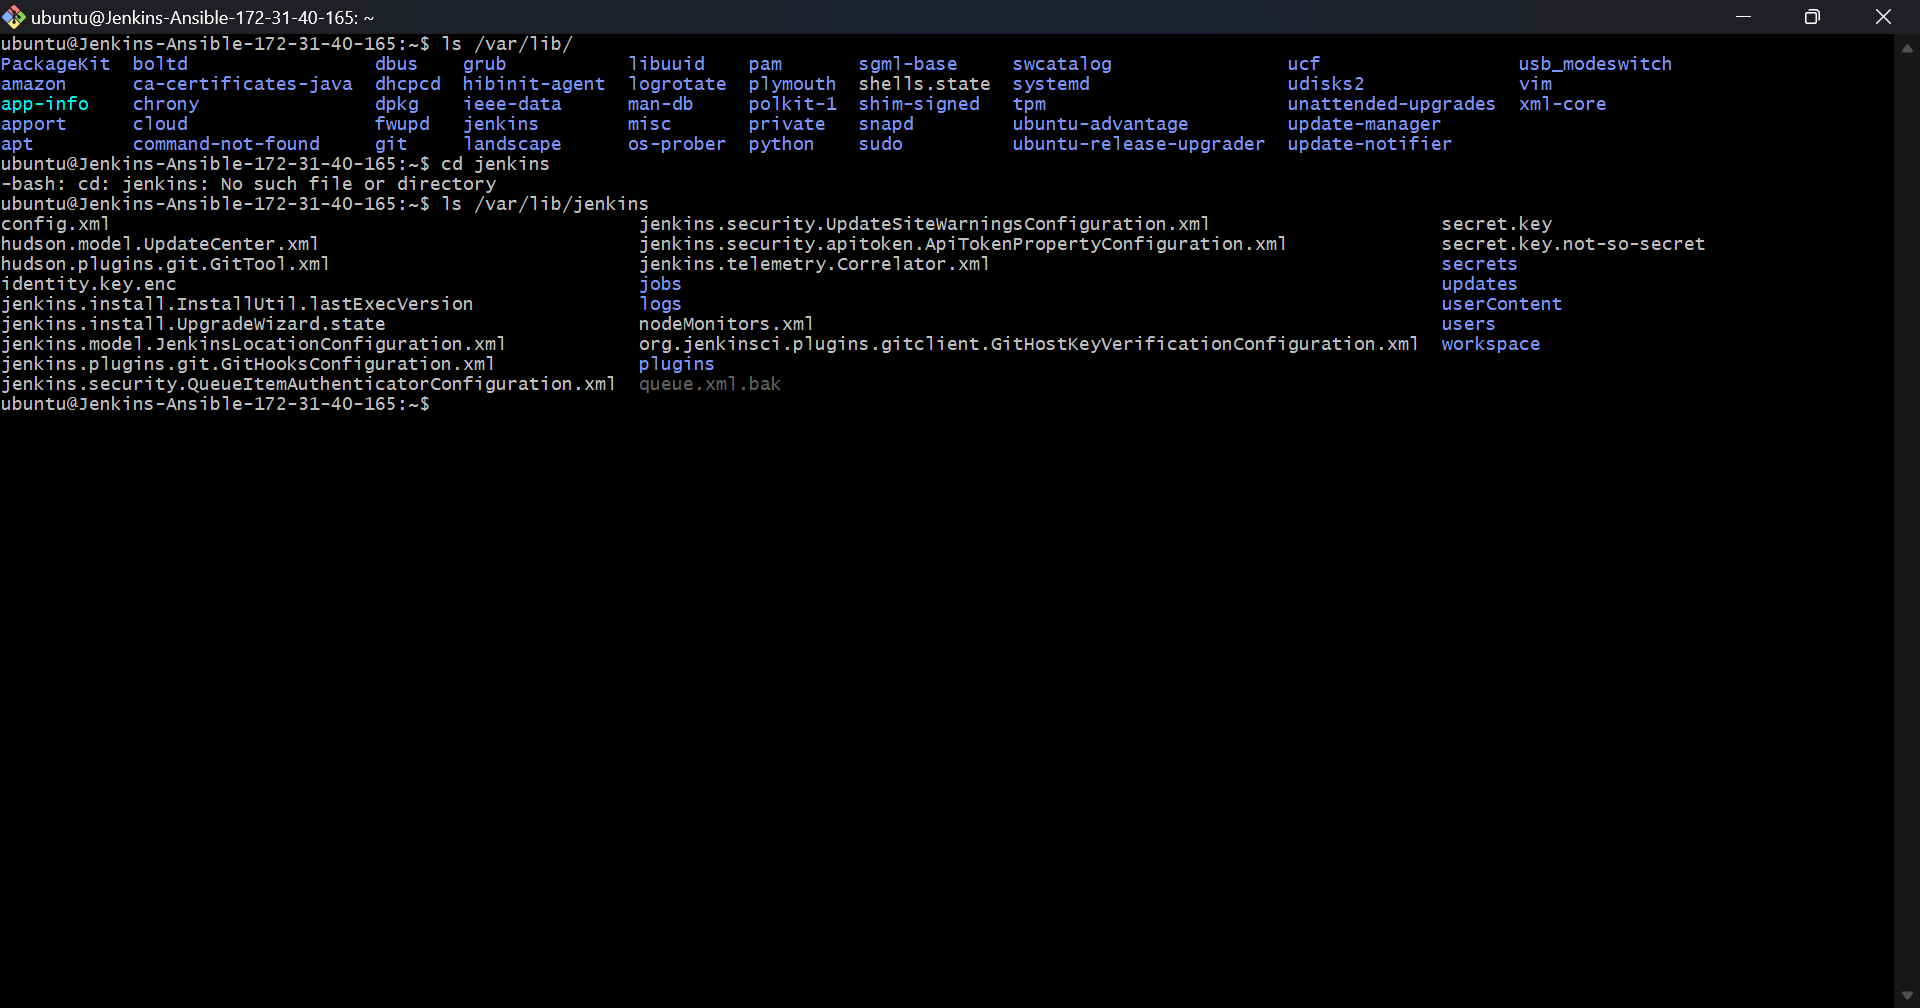 ubuntu@Jenkins-Ansible-172-31-40-165: ~
ubuntu@Jenkins-Ansible-172-31-40-165:~$ ls /var/lib/
PackageKit  boltd                 dbus    grub           libuuid    pam         sgml-base    swcatalog                ucf                  usb_modeswitch
amazon      ca-certificates-java  dhcpcd  hibinit-agent  logrotate  plymouth    shells.state  systemd                  udisks2              vim
app-info    chrony                dpkg    ieee-data      man-db     polkit-1    shim-signed  tpm                      unattended-upgrades  xml-core
apport      cloud                 fwupd   jenkins        misc       private     snapd        ubuntu-advantage         update-manager
apt         command-not-found     git     landscape      os-prober  python      sudo         ubuntu-release-upgrader  update-notifier
ubuntu@Jenkins-Ansible-172-31-40-165:~$ cd jenkins
-bash: cd: jenkins: No such file or directory
ubuntu@Jenkins-Ansible-172-31-40-165:~$ ls /var/lib/jenkins
config.xml                                                jenkins.security.UpdateSiteWarningsConfiguration.xml                     secret.key
hudson.model.UpdateCenter.xml                             jenkins.security.apitoken.ApiTokenPropertyConfiguration.xml              secret.key.not-so-secret
hudson.plugins.git.GitTool.xml                            jenkins.telemetry.Correlator.xml                                         secrets
identity.key.enc                                          jobs                                                                     updates
jenkins.install.InstallUtil.lastExecVersion               logs                                                                     userContent
jenkins.install.UpgradeWizard.state                       nodeMonitors.xml                                                         users
jenkins.model.JenkinsLocationConfiguration.xml            org.jenkinsci.plugins.gitclient.GitHostKeyVerificationConfiguration.xml  workspace
jenkins.plugins.git.GitHooksConfiguration.xml             plugins
jenkins.security.QueueItemAuthenticatorConfiguration.xml  queue.xml.bak
ubuntu@Jenkins-Ansible-172-31-40-165:~$